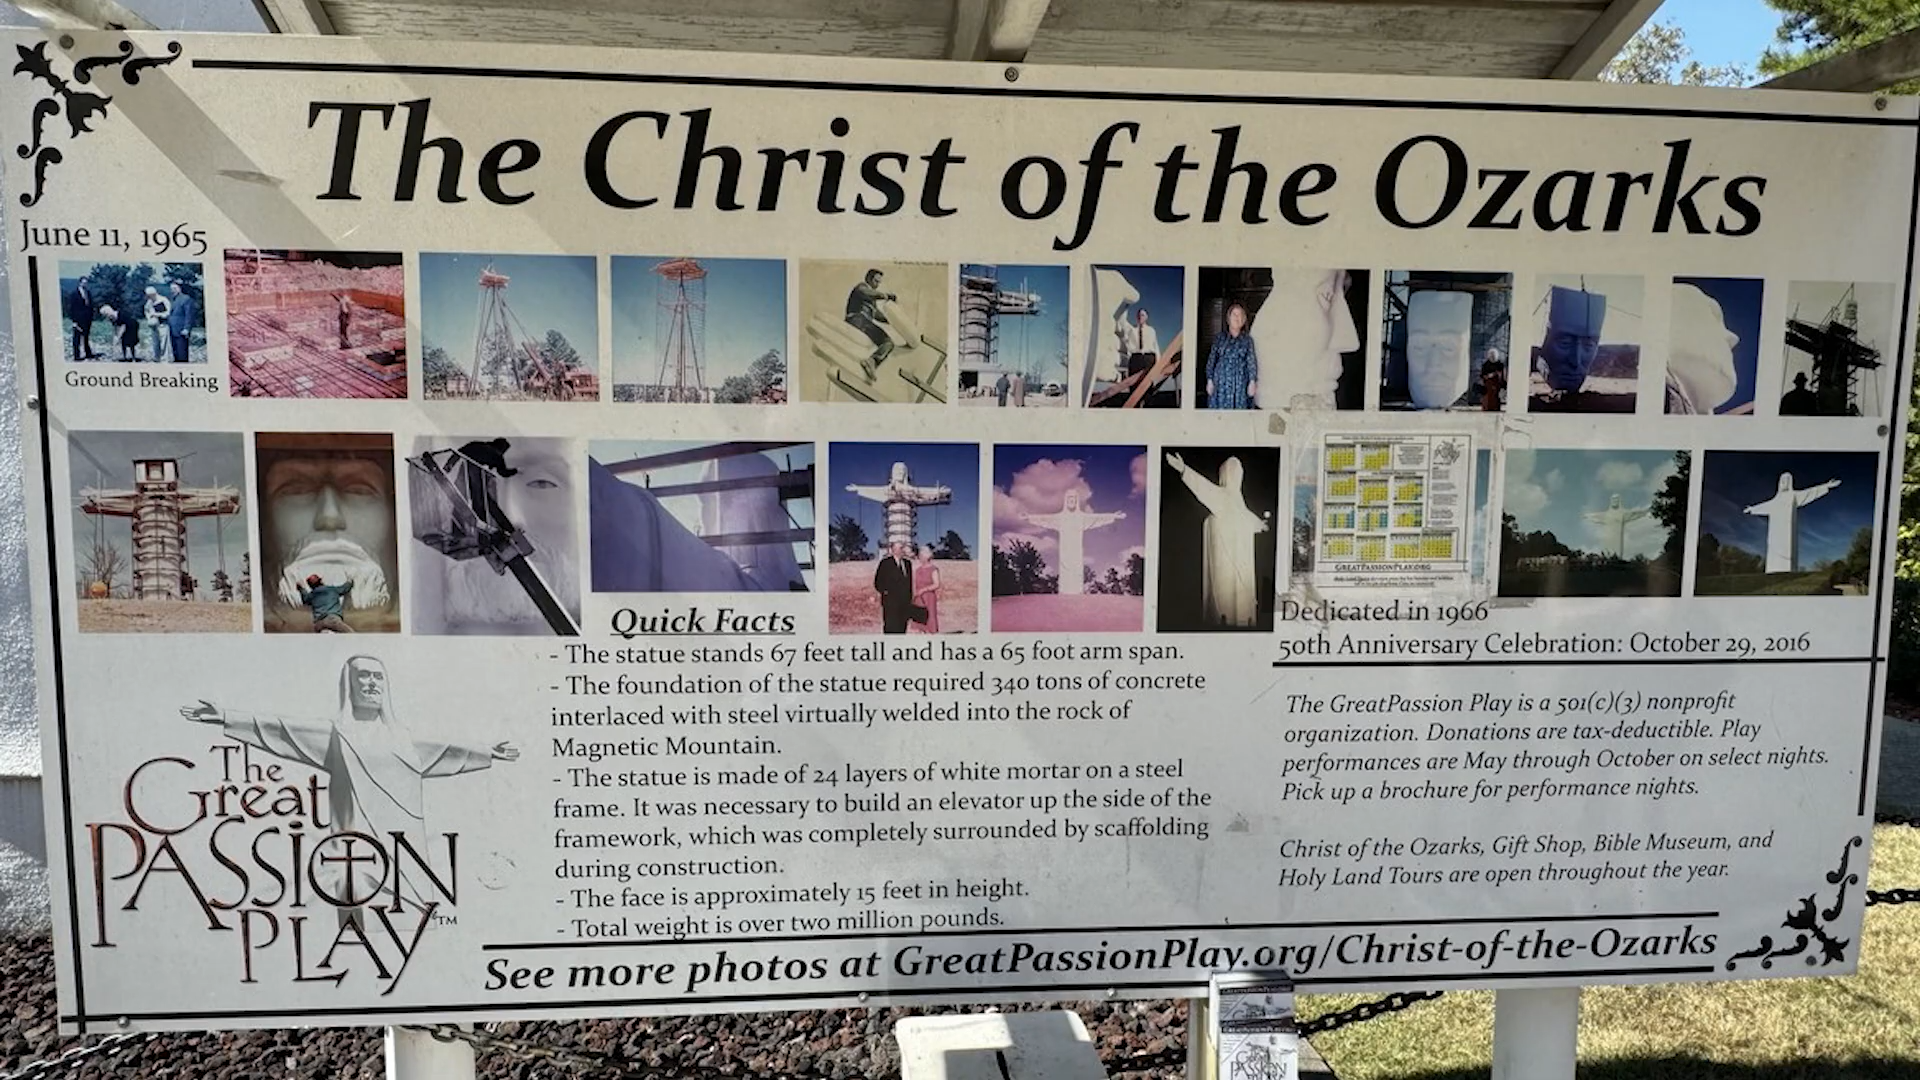 The Christ of the Ozarks
June 11, 1965
Ground Breaking
GREATPASSIONPLAY.ORG
Dedicated in 1966
50th Anniversary Celebration: October 29, 2016
Quick Facts
- The statue stands 67 feet tall and has a 65 foot arm span.
- The foundation of the statue required 340 tons of concrete
interlaced with steel virtually welded into the rock of
Magnetic Mountain.
- The statue is made of 24 layers of white mortar on a steel
frame. It was necessary to build an elevator up the side of the
framework, which was completely surrounded by scaffolding
during construction.
- The face is approximately 15 feet in height.
- Total weight is over two million pounds.
The GreatPassion Play is a 501(c)(3) nonprofit
organization. Donations are tax-deductible. Play
performances are May through October on select nights.
Pick up a brochure for performance nights.
Christ of the Ozarks, Gift Shop, Bible Museum, and
Holy Land Tours are open throughout the year.
The
Great
PASSION
PLAY™
See more photos at GreatPassionPlay.org/Christ-of-the-Ozarks